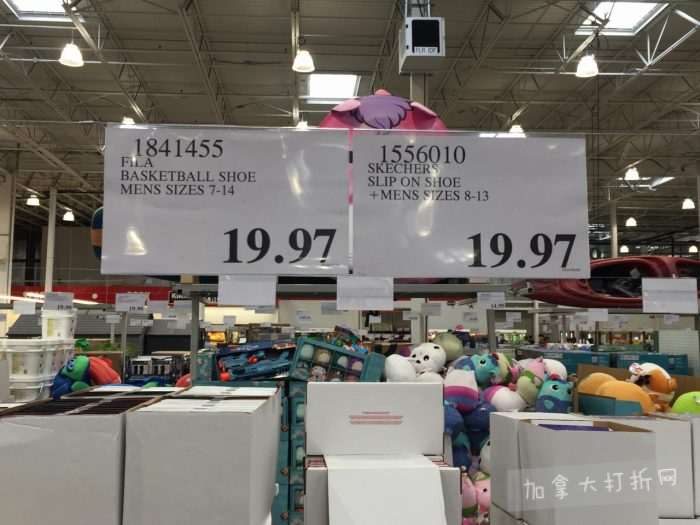 1841455
FILA
BASKETBALL SHOE
MENS SIZES 7-14
19.97
1556010
SKECHERS
SLIP ON SHOE
+MENS SIZES 8-13
19.97
加拿大打折网